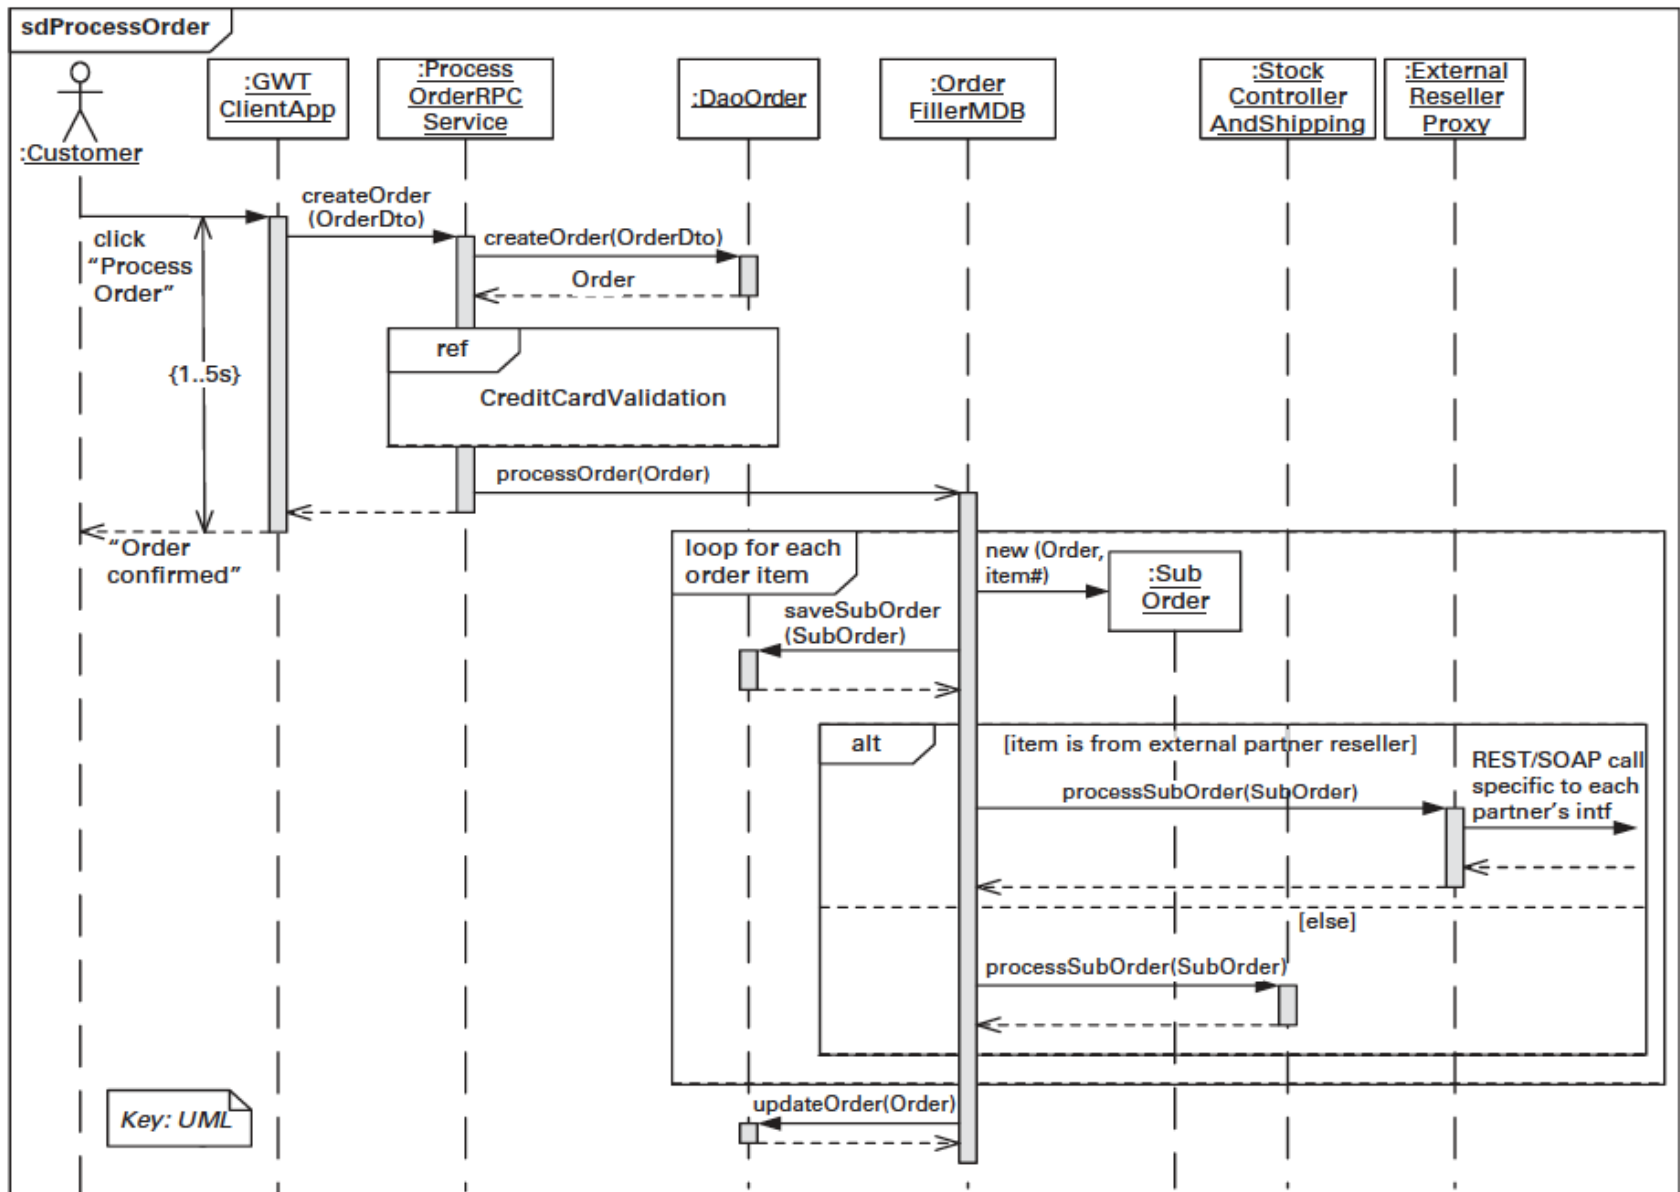 sdProcessOrder
:Customer
:GWT
ClientApp
:Process
OrderRPC
Service
:DaoOrder
:Order
FillerMDB
:Stock
Controller
AndShipping
:External
Reseller
Proxy
click
“Process
Order”
createOrder
(OrderDto)
createOrder(OrderDto)
Order
ref
CreditCardValidation
{1..5s}
processOrder(Order)
“Order
confirmed”
loop for each
order item
new (Order,
item#)
:Sub
Order
saveSubOrder
(SubOrder)
alt
[item is from external partner reseller]
processSubOrder(SubOrder)
REST/SOAP call
specific to each
partner’s intf
[else]
processSubOrder(SubOrder)
updateOrder(Order)
Key: UML